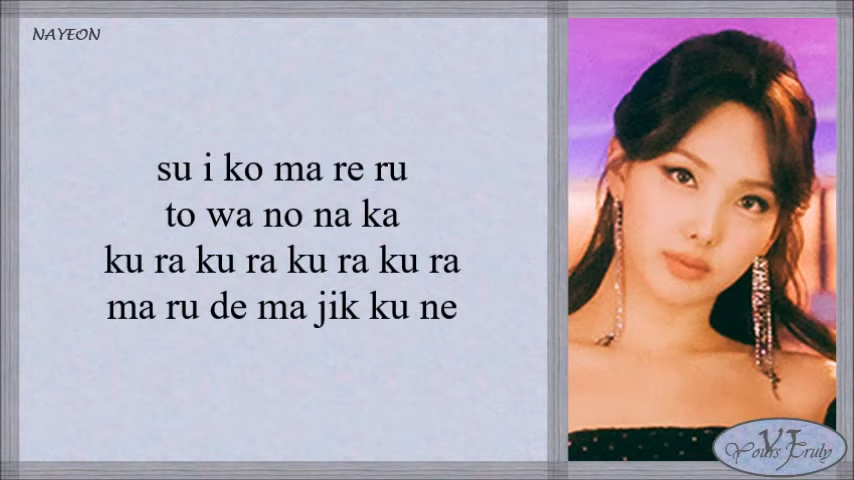 NAYEON
su i ko ma re ru
to wa no na ka
ku ra ku ra ku ra ku ra
ma ru de ma jik ku ne
YT
Yours Truly